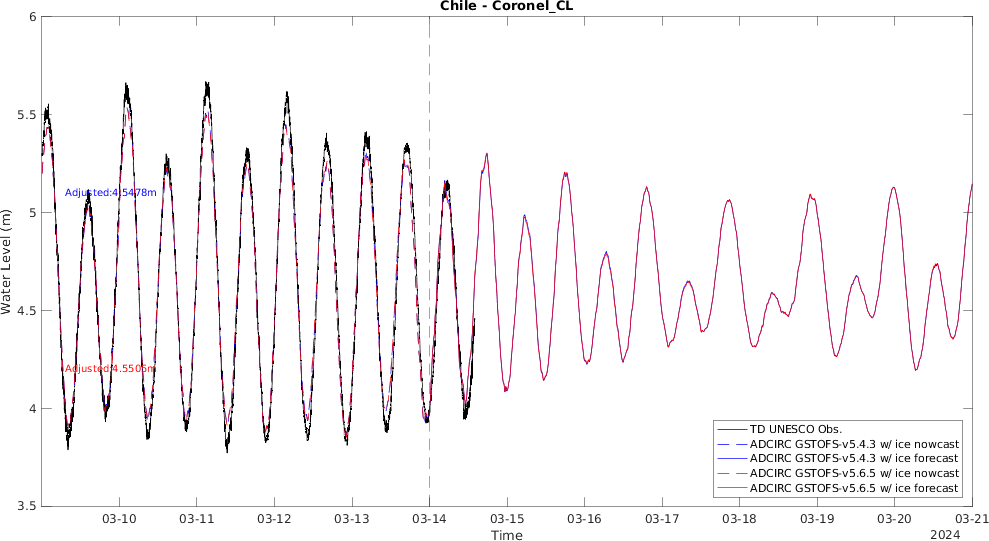 Chile - Coronel_CL
6
5.5
5
4.5
4
3.5
Water Level (m)
Adjusted:4.5478m
Adjusted:4.5505m
TD UNESCO Obs.
ADCIRC GSTOFS-v5.4.3 w/ ice nowcast
ADCIRC GSTOFS-v5.4.3 w/ ice forecast
ADCIRC GSTOFS-v5.6.5 w/ ice nowcast
ADCIRC GSTOFS-v5.6.5 w/ ice forecast
03-10 03-11 03-12 03-13 03-14 03-15 03-16 03-17 03-18 03-19 03-20 03-21
Time
2024